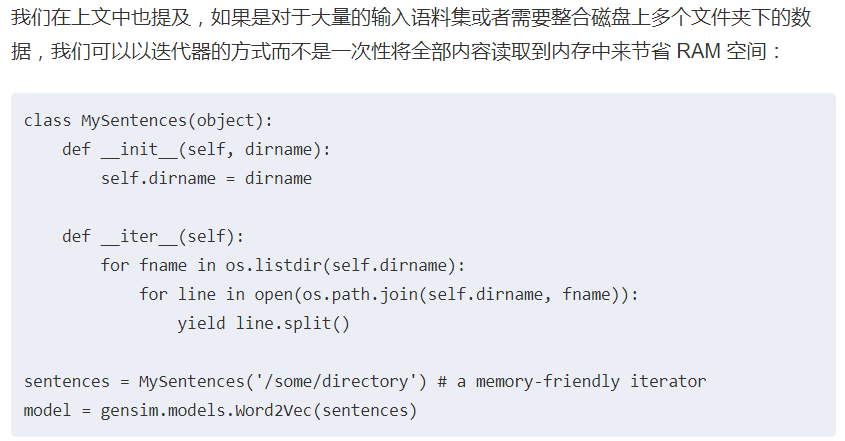 我们在上文中也提及，如果是对于大量的输入语料集或者需要整合磁盘上多个文件夹下的数
据，我们可以以迭代器的方式而不是一次性将全部内容读取到内存中来节省 RAM 空间：
class MySentences(object):
    def __init__(self, dirname):
        self.dirname = dirname

    def __iter__(self):
        for fname in os.listdir(self.dirname):
            for line in open(os.path.join(self.dirname, fname)):
                yield line.split()

sentences = MySentences('/some/directory') # a memory-friendly iterator
model = gensim.models.Word2Vec(sentences)